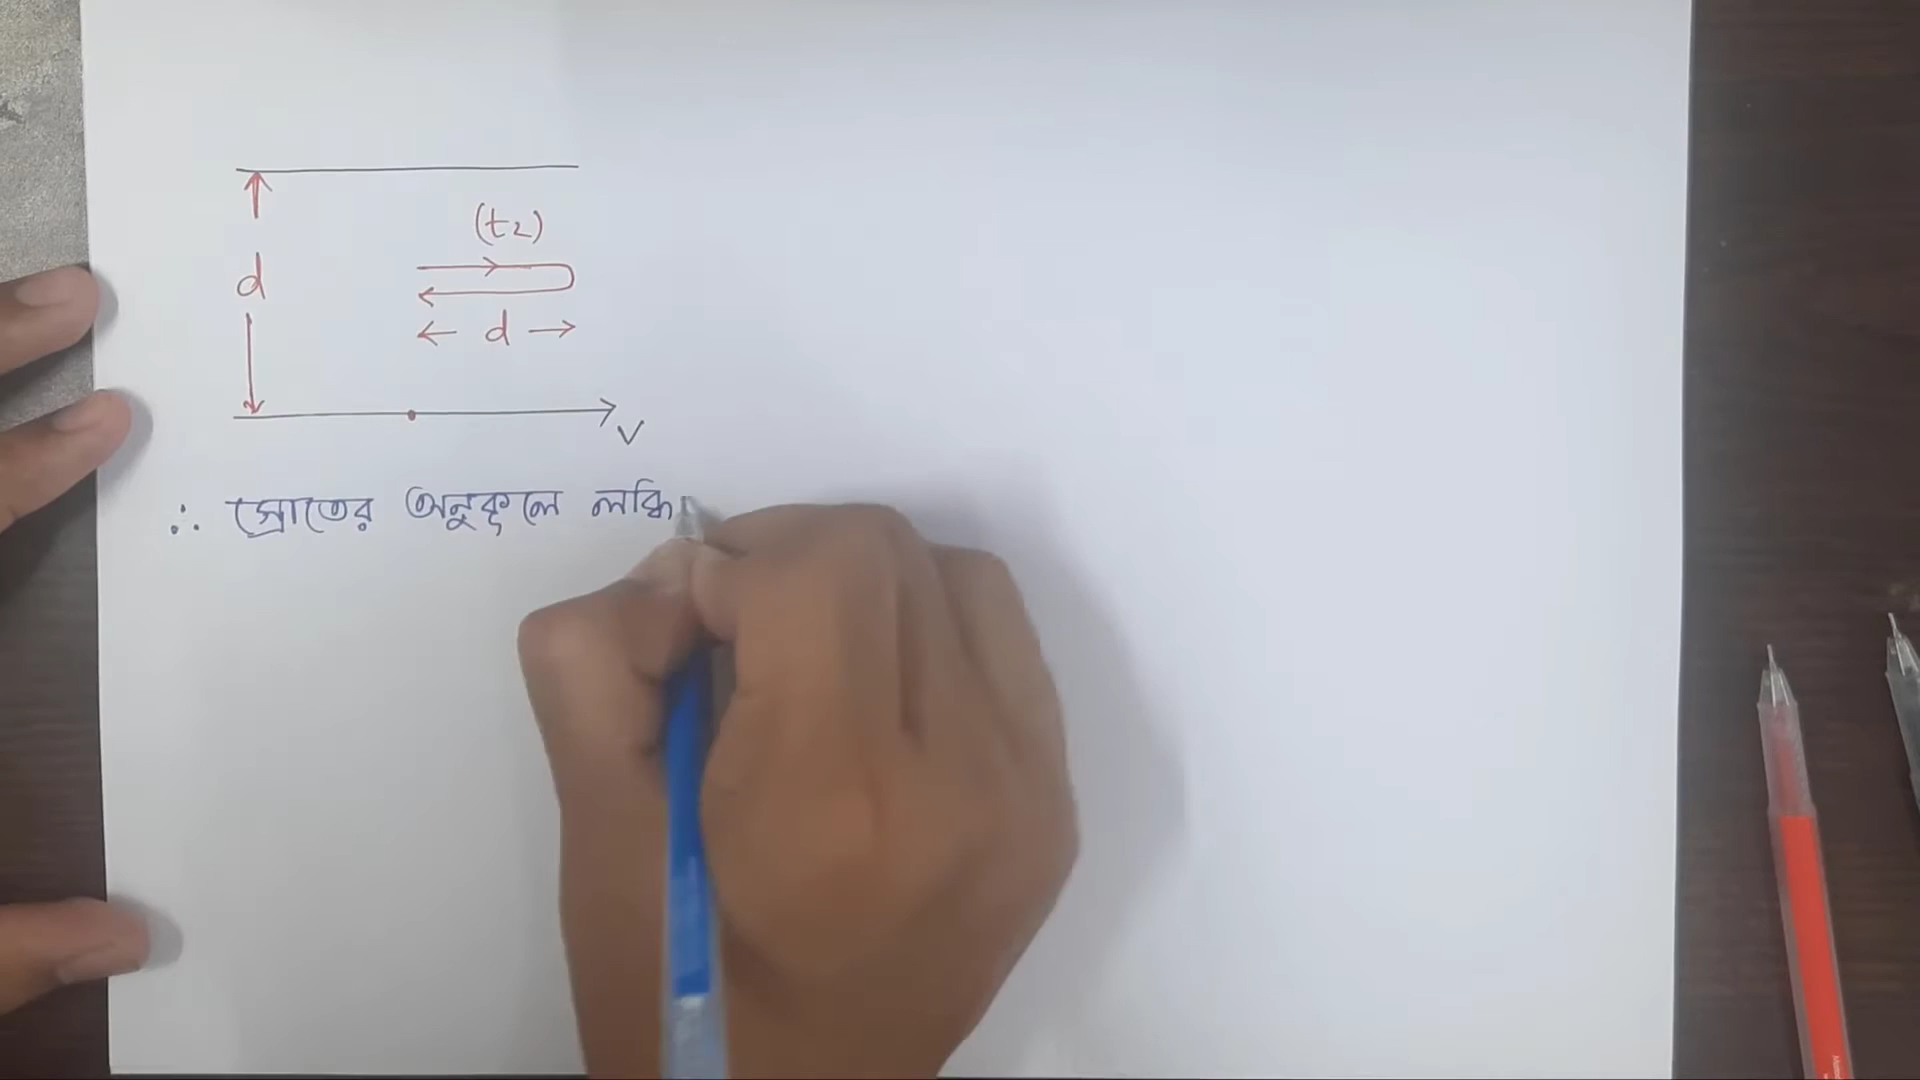 (t₂)
d
d
v
∴ স্রোতের অনুকূলে লব্ধি